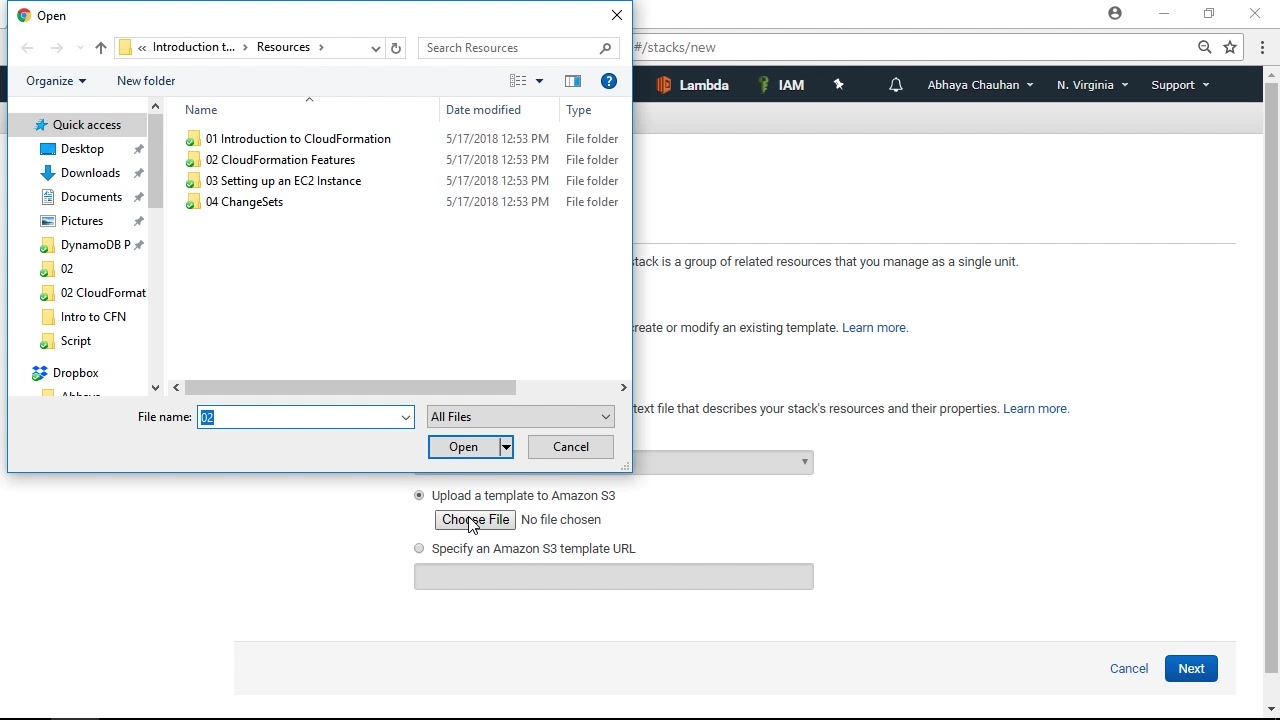 Open
« Introduction t... › Resources ›
Search Resources
#/stacks/new
Organize
New folder
Lambda
IAM
Abhaya Chauhan
N. Virginia
Support
Name
Date modified
Type
Quick access
Desktop
Downloads
Documents
Pictures
DynamoDB P
02
02 CloudFormat
Intro to CFN
Script
Dropbox
01 Introduction to CloudFormation 5/17/2018 12:53 PM File folder
02 CloudFormation Features 5/17/2018 12:53 PM File folder
03 Setting up an EC2 Instance 5/17/2018 12:53 PM File folder
04 ChangeSets 5/17/2018 12:53 PM File folder
tack is a group of related resources that you manage as a single unit.
create or modify an existing template. Learn more.
text file that describes your stack's resources and their properties. Learn more.
File name: 02
All Files
Open
Cancel
Upload a template to Amazon S3
Choose File No file chosen
Specify an Amazon S3 template URL
Cancel
Next